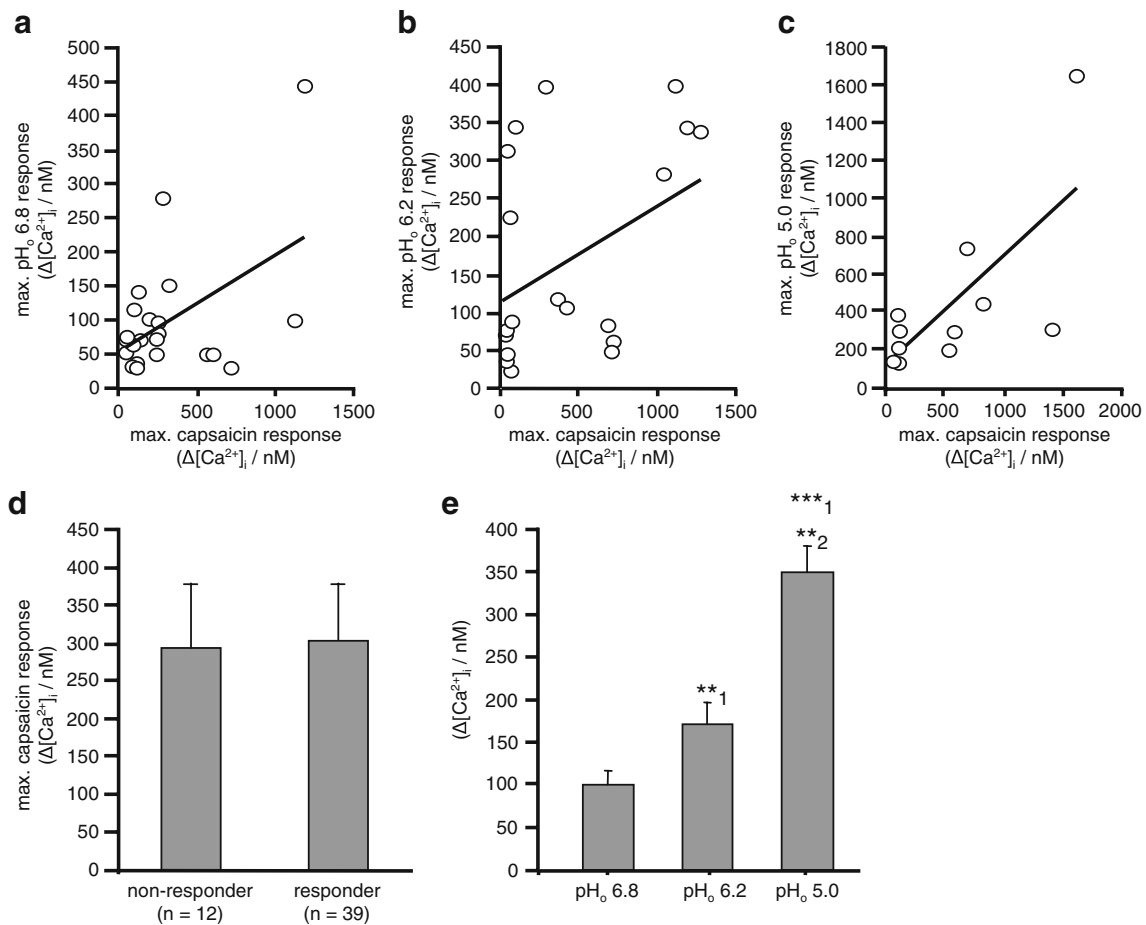 a
500
450
400
350
300
250
200
150
100
50
0
max. pHₒ 6.8 response
(Δ[Ca²⁺]ᵢ / nM)
0 500 1000 1500
max. capsaicin response
(Δ[Ca²⁺]ᵢ / nM)
b
450
400
350
300
250
200
150
100
50
0
max. pHₒ 6.2 response
(Δ[Ca²⁺]ᵢ / nM)
0 500 1000 1500
max. capsaicin response
(Δ[Ca²⁺]ᵢ / nM)
c
1800
1600
1400
1200
1000
800
600
400
200
0
max. pHₒ 5.0 response
(Δ[Ca²⁺]ᵢ / nM)
0 500 1000 1500 2000
max. capsaicin response
(Δ[Ca²⁺]ᵢ / nM)
d
450
400
350
300
250
200
150
100
50
0
max. capsaicin response
(Δ[Ca²⁺]ᵢ / nM)
non-responder responder
(n = 12) (n = 39)
e
400
350
300
250
200
150
100
50
0
(Δ[Ca²⁺]ᵢ / nM)
***₁
**₂
**₁
pHₒ 6.8 pHₒ 6.2 pHₒ 5.0